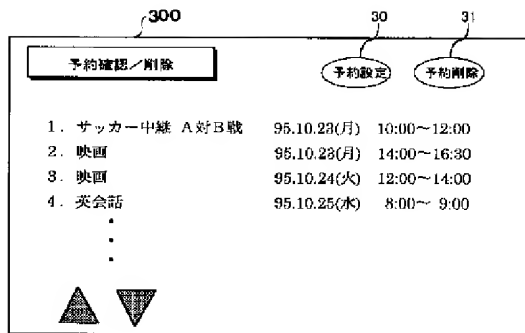 300 30 31
予約確認/削除 予約設定 予約削除
1. サッカー中継 A対B戦 95.10.23(月) 10:00〜12:00
2. 映画 95.10.23(月) 14:00〜16:30
3. 映画 95.10.24(火) 12:00〜14:00
4. 英会話 95.10.25(水) 8:00〜 9:00